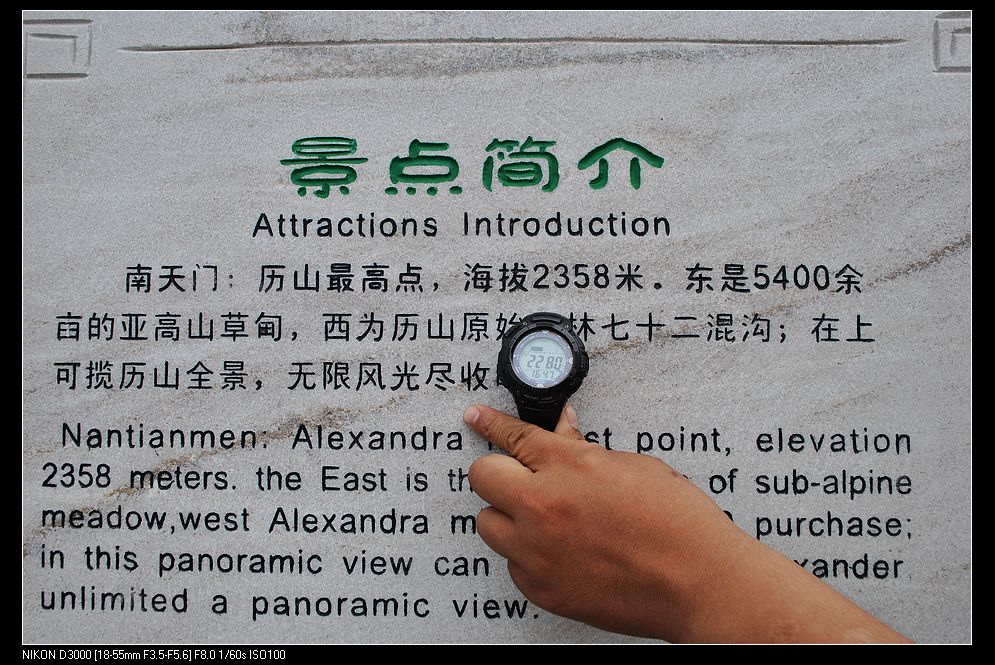 景点简介
Attractions Introduction
南天门：历山最高点，海拔2358米。东是5400余
亩的亚高山草甸，西为历山原始 林七十二混沟；在上
可揽历山全景，无限风光尽收
2280
1647
Nantianmen: Alexandra st point, elevation
2358 meters. the East is of sub-alpine
meadow,west Alexandra purchase;
in this panoramic view can xander
unlimited a panoramic view.
NIKON D3000 [18-55mm F3.5-F5.6] F8.0 1/60s ISO100